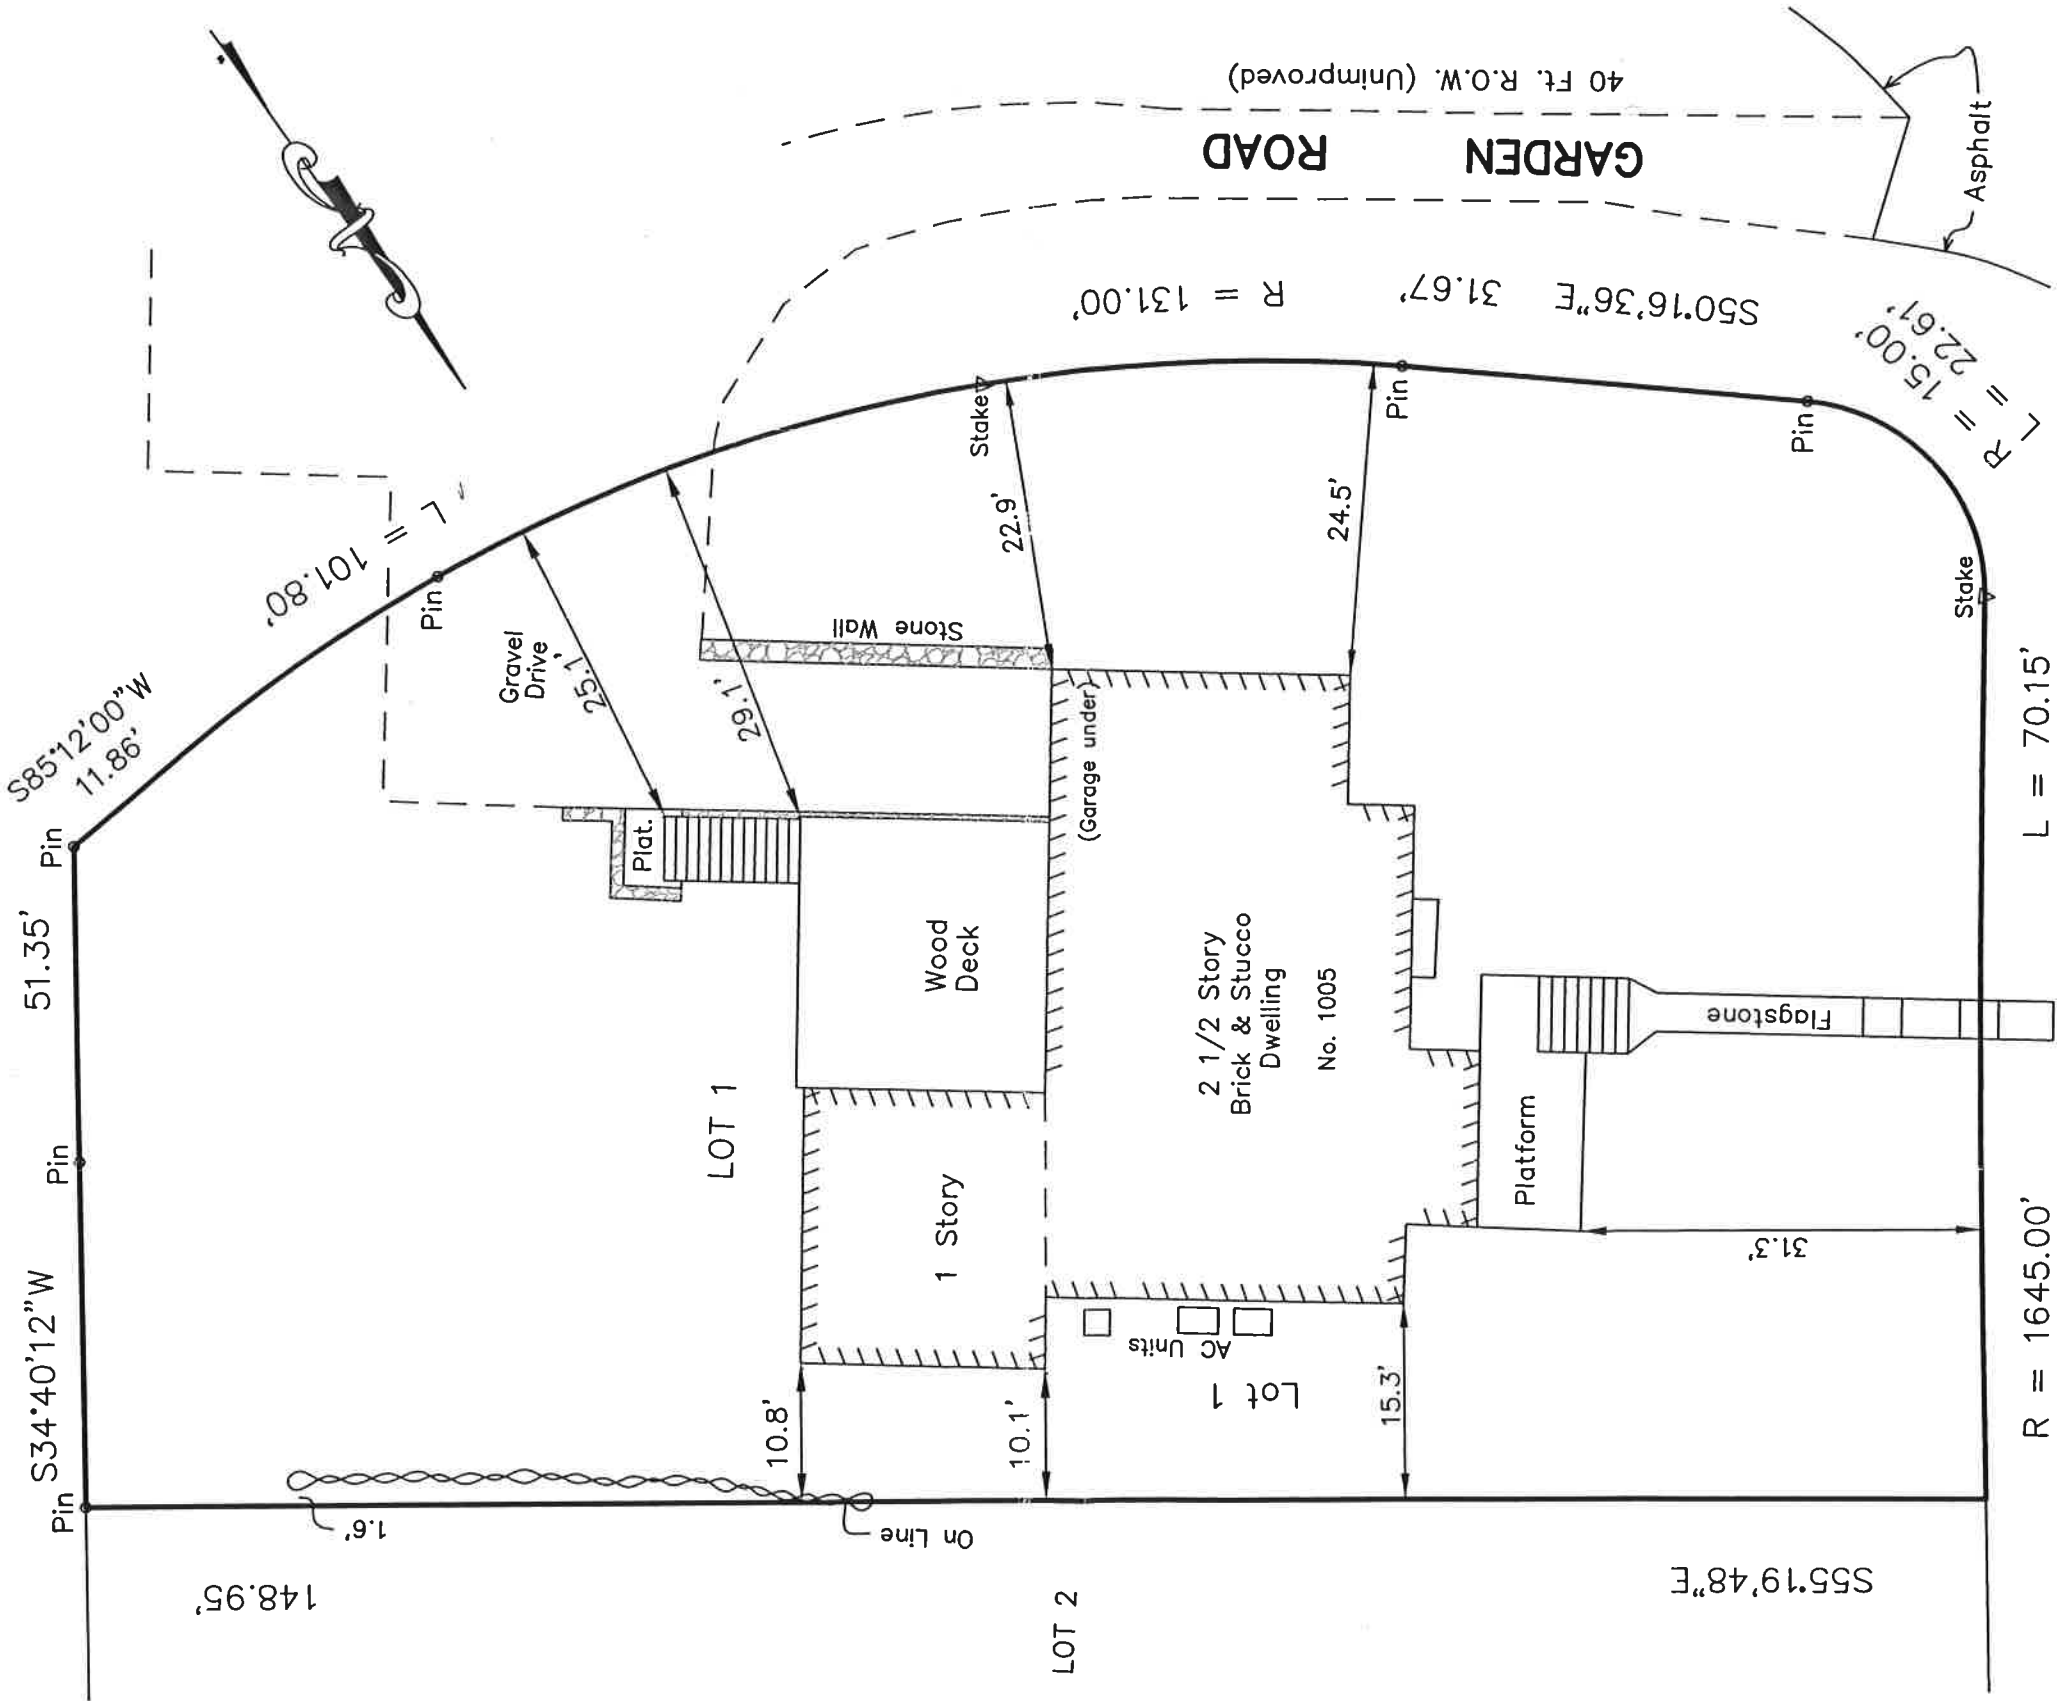 S34°40'12"W
51.35'
Pin
Pin
Pin
S85°12'00"W
11.86'
L = 101.80'
Pin
Gravel
Drive
25.1'
29.1'
Plat.
Stone Wall
Stake
22.9'
24.5'
Pin
Pin
Stake
(Garage under)
Wood
Deck
LOT 1
1 Story
2 1/2 Story
Brick & Stucco
Dwelling
No. 1005
Platform
Flagstone
31.3'
AC Units
Lot 1
10.8'
10.1'
15.3'
1.6'
On Line
148.95'
LOT 2
S55°19'48"E
R = 1645.00'
L = 70.15'
R = 15.00'
L = 22.61'
S50°16'36"E 31.67' R = 131.00'
GARDEN ROAD
40 Ft. R.O.W. (Unimproved)
Asphalt